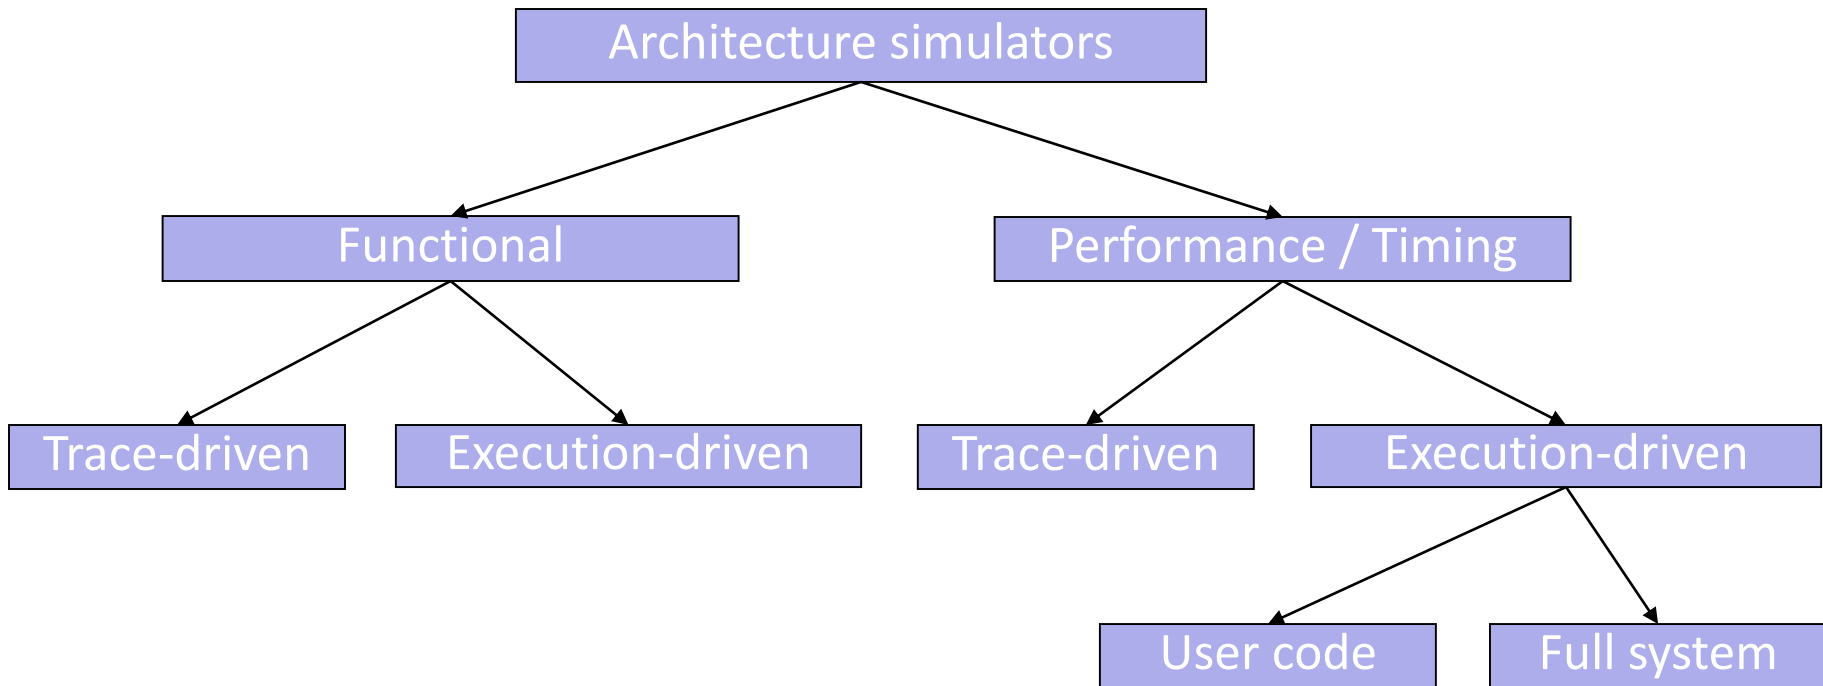 Architecture simulators
Functional
Performance / Timing
Trace-driven
Execution-driven
Trace-driven
Execution-driven
User code
Full system